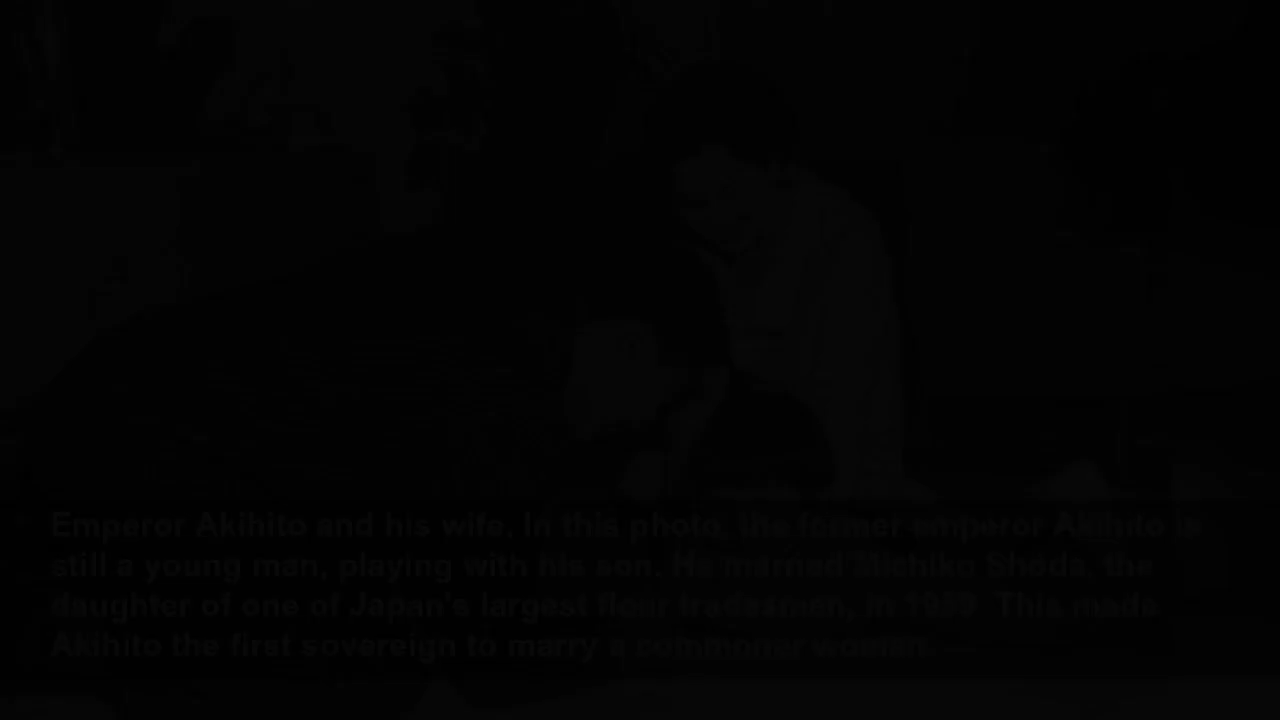 Emperor Akihito and his wife. In this photo, the former emperor Akihito is
still a young man, playing with his son. He married Michiko Shoda, the
daughter of one of Japan's largest flour tradesmen, in 1959. This made
Akihito the first sovereign to marry a commoner woman.